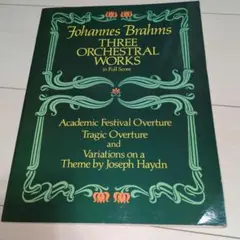 Johannes Brahms
THREE
ORCHESTRAL
WORKS
in Full Score
Academic Festival Overture
Tragic Overture
and
Variations on a
Theme by Joseph Haydn